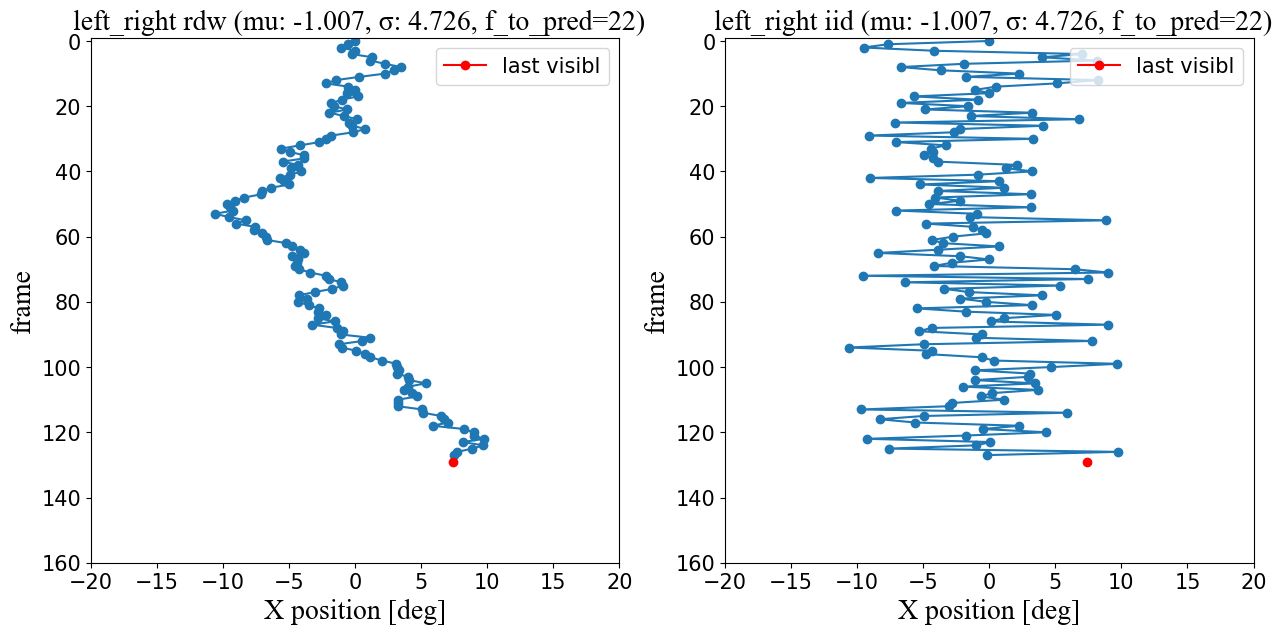 left_right rdw (mu: -1.007, σ: 4.726, f_to_pred=22)
last visibl
0
20
40
60
80
100
120
140
160
frame
−20 −15 −10 −5 0 5 10 15 20
X position [deg]
left_right iid (mu: -1.007, σ: 4.726, f_to_pred=22)
last visibl
0
20
40
60
80
100
120
140
160
frame
−20 −15 −10 −5 0 5 10 15 20
X position [deg]